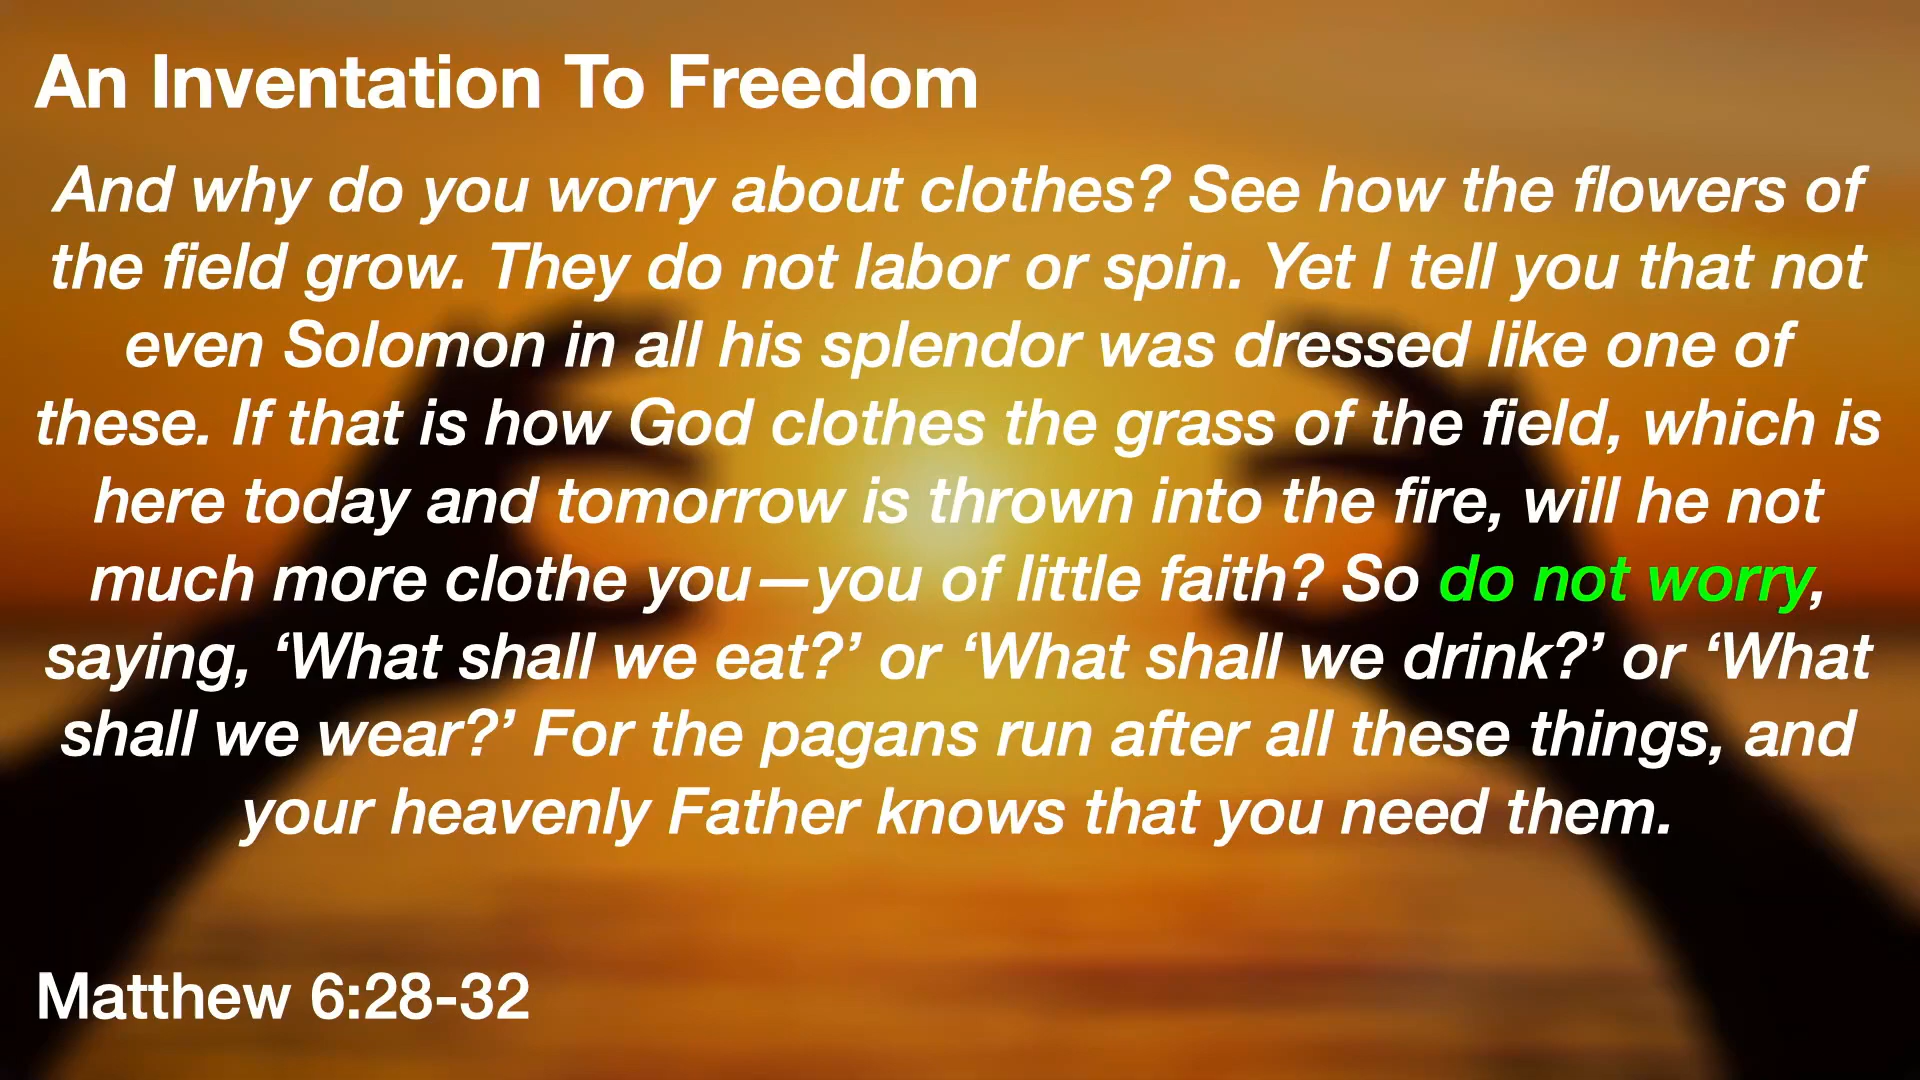 An Inventation To Freedom
And why do you worry about clothes? See how the flowers of
the field grow. They do not labor or spin. Yet I tell you that not
even Solomon in all his splendor was dressed like one of
these. If that is how God clothes the grass of the field, which is
here today and tomorrow is thrown into the fire, will he not
much more clothe you—you of little faith? So do not worry,
saying, ‘What shall we eat?’ or ‘What shall we drink?’ or ‘What
shall we wear?’ For the pagans run after all these things, and
your heavenly Father knows that you need them.
Matthew 6:28-32